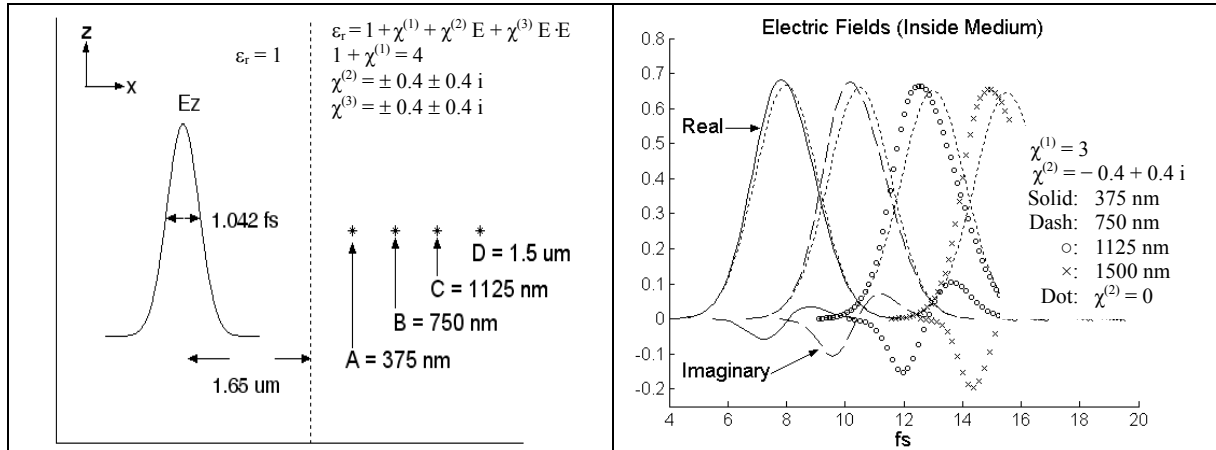 z
x
Ez
εr = 1
εr = 1 + χ(1) + χ(2) E + χ(3) E·E
1 + χ(1) = 4
χ(2) = ± 0.4 ± 0.4 i
χ(3) = ± 0.4 ± 0.4 i
1.042 fs
D = 1.5 um
C = 1125 nm
B = 750 nm
A = 375 nm
1.65 um
Electric Fields (Inside Medium)
0.8
0.7
0.6
0.5
0.4
0.3
0.2
0.1
0
-0.1
-0.2
Real
Imaginary
χ(1) = 3
χ(2) = − 0.4 + 0.4 i
Solid: 375 nm
Dash: 750 nm
o: 1125 nm
×: 1500 nm
Dot: χ(2) = 0
4 6 8 10 12 14 16 18 20
fs